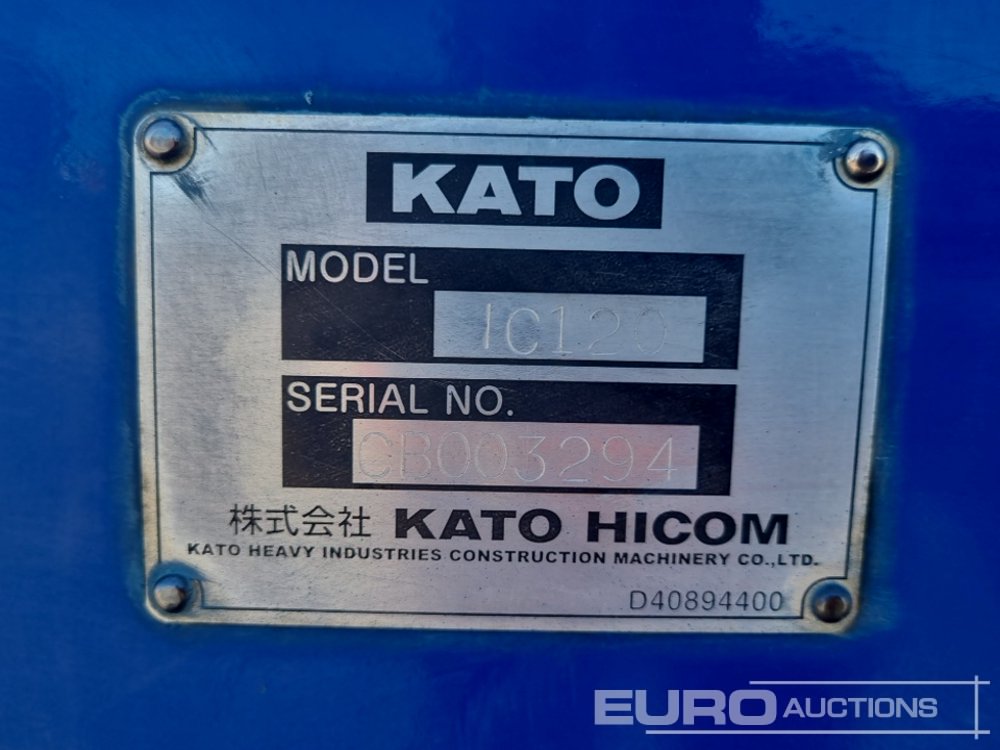 KATO
MODEL
IC120
SERIAL NO.
CB003294
株式会社 KATO HICOM
KATO HEAVY INDUSTRIES CONSTRUCTION MACHINERY CO.,LTD.
D40894400
EURO AUCTIONS